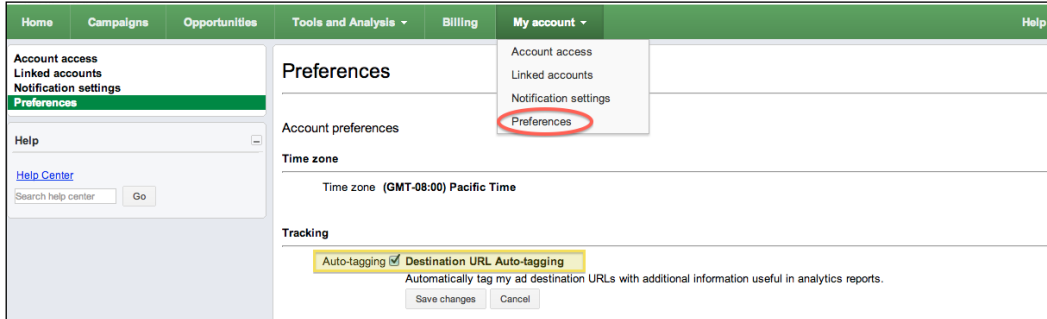 Home Campaigns Opportunities Tools and Analysis Billing My account Help
Account access
Linked accounts
Notification settings
Preferences
Help
Help Center
Search help center Go
Account access
Linked accounts
Notification settings
Preferences
Preferences
Account preferences
Time zone
Time zone (GMT-08:00) Pacific Time
Tracking
Auto-tagging Destination URL Auto-tagging
Automatically tag my ad destination URLs with additional information useful in analytics reports.
Save changes Cancel